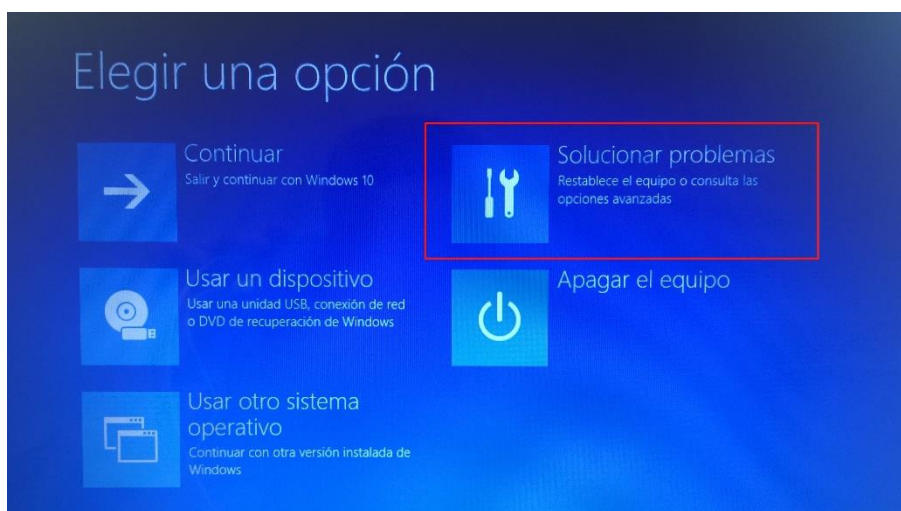 Elegir una opción
Continuar
Salir y continuar con Windows 10
Solucionar problemas
Restablece el equipo o consulta las
opciones avanzadas
Usar un dispositivo
Usar una unidad USB, conexión de red
o DVD de recuperación de Windows
Apagar el equipo
Usar otro sistema
operativo
Continuar con otra versión instalada de
Windows